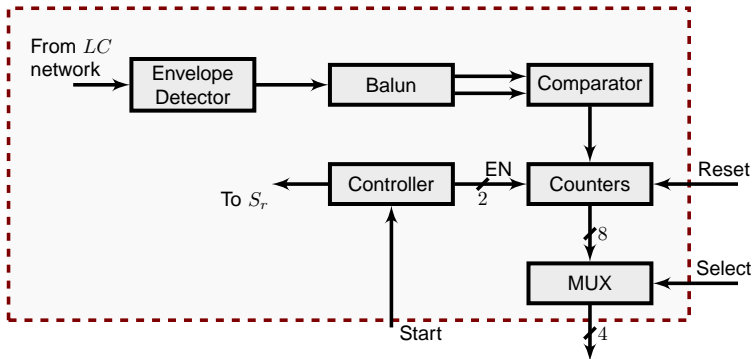 From LC
network
Envelope
Detector
Balun
Comparator
To S_r
Controller
EN
2
Counters
Reset
8
MUX
Select
Start
4